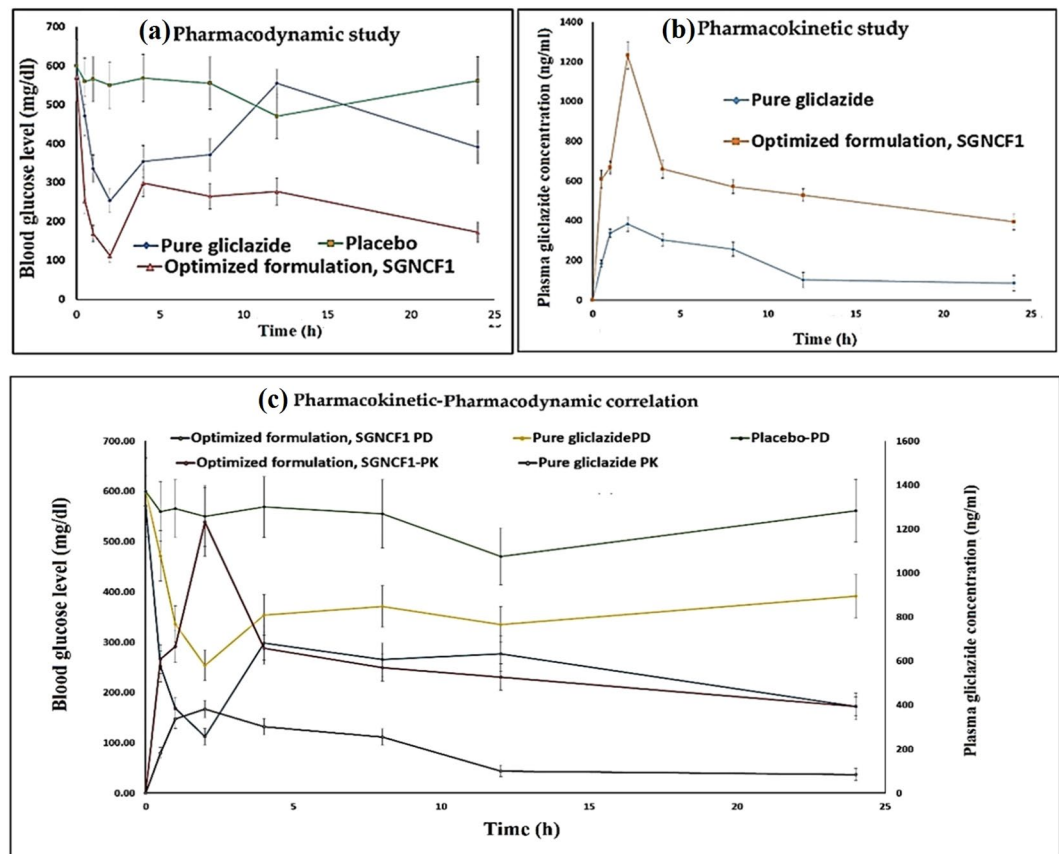 (a) Pharmacodynamic study
Blood glucose level (mg/dl)
700
600
500
400
300
200
100
0
Pure gliclazide
Placebo
Optimized formulation, SGNCF1
0 5 10 15 20 25
Time (h)
(b) Pharmacokinetic study
Plasma gliclazide concentration (ng/ml)
1400
1200
1000
800
600
400
200
0
Pure gliclazide
Optimized formulation, SGNCF1
0 5 10 15 20 25
Time (h)
(c) Pharmacokinetic-Pharmacodynamic correlation
Optimized formulation, SGNCF1 PD
Pure gliclazidePD
Placebo-PD
Optimized formulation, SGNCF1-PK
Pure gliclazide PK
Blood glucose level (mg/dl)
700.00
600.00
500.00
400.00
300.00
200.00
100.00
0.00
1600
1400
1200
1000
800
600
400
200
0
Plasma gliclazide concentration (ng/ml)
0 5 10 15 20 25
Time (h)